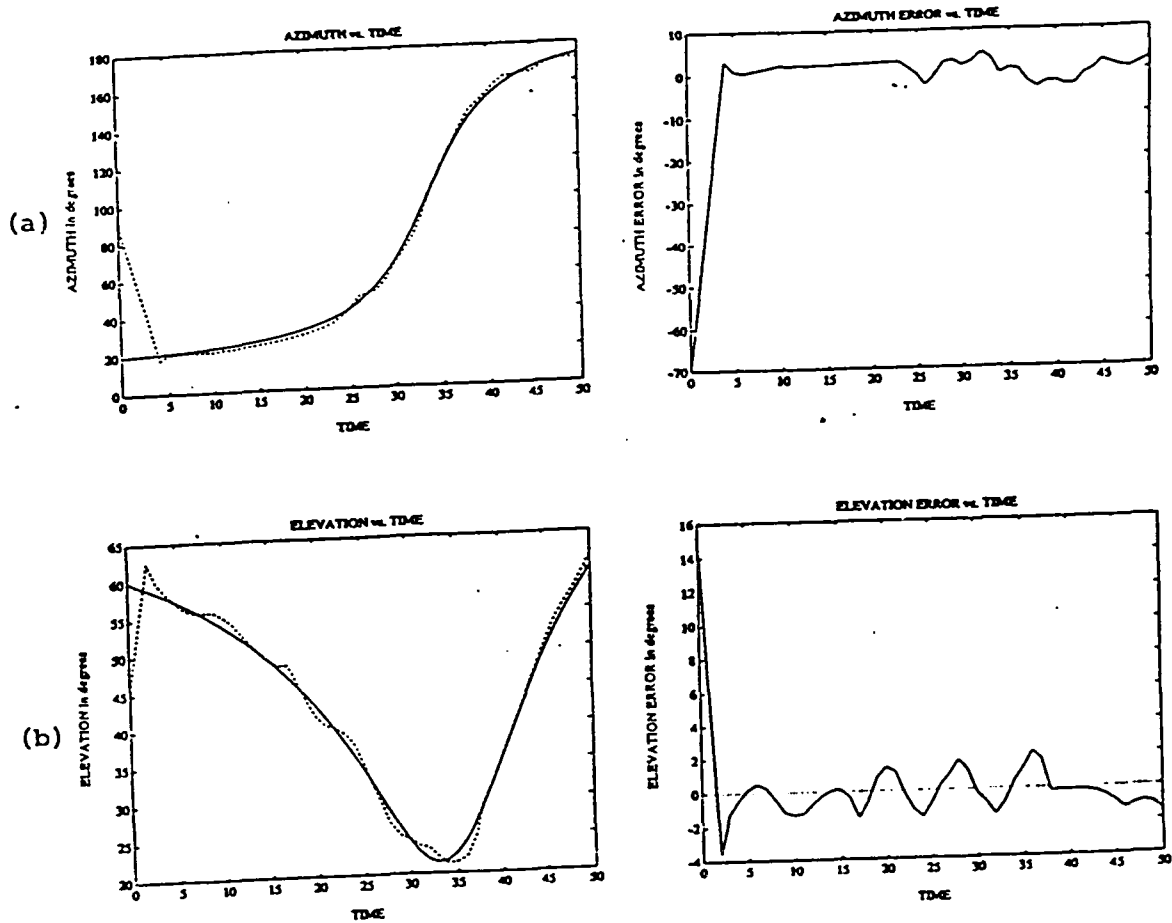 (a)
AZIMUTH vs. TIME
AZIMUTH in degrees
180
160
140
120
100
80
60
40
20
0
0 5 10 15 20 25 30 35 40 45 50
TIME
AZIMUTH ERROR vs. TIME
AZIMUTH ERROR in degrees
10
0
-10
-20
-30
-40
-50
-60
-70
0 5 10 15 20 25 30 35 40 45 50
TIME
(b)
ELEVATION vs. TIME
ELEVATION in degrees
65
60
55
50
45
40
35
30
25
20
0 5 10 15 20 25 30 35 40 45 50
TIME
ELEVATION ERROR vs. TIME
ELEVATION ERROR in degrees
16
14
12
10
8
6
4
2
0
-2
-4
0 5 10 15 20 25 30 35 40 45 50
TIME